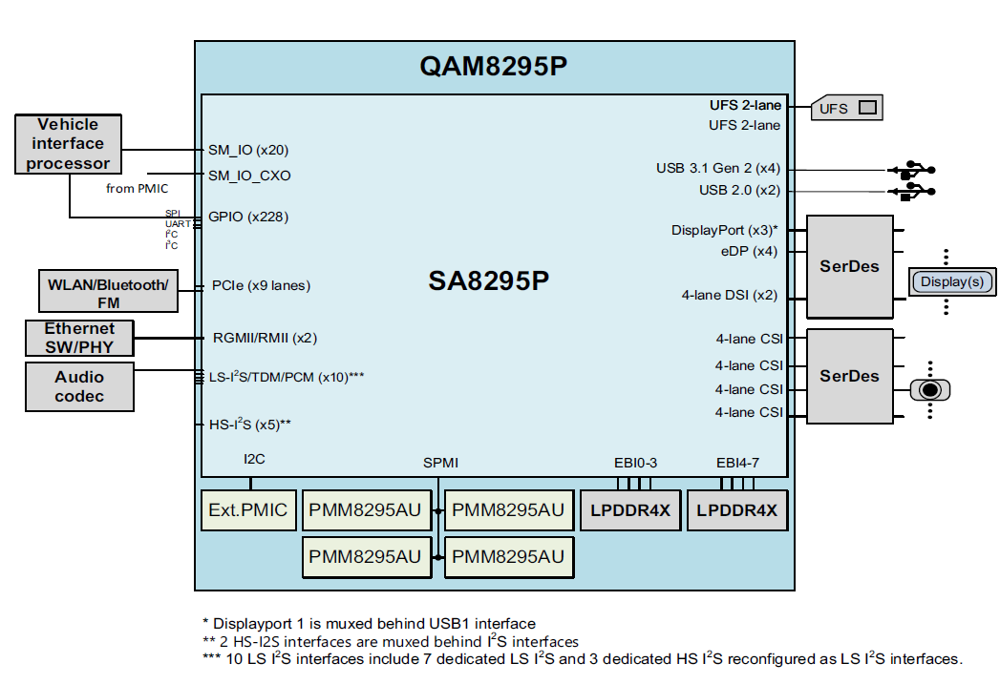 QAM8295P
UFS 2-lane
UFS
UFS 2-lane
Vehicle
interface
processor
SM_IO (x20)
SM_IO_CXO
from PMIC
USB 3.1 Gen 2 (x4)
USB 2.0 (x2)
SPI
UART
I²C
I³C
GPIO (x228)
DisplayPort (x3)*
eDP (x4)
4-lane DSI (x2)
SerDes
Display(s)
SA8295P
WLAN/Bluetooth/
FM
PCIe (x9 lanes)
Ethernet
SW/PHY
RGMII/RMII (x2)
Audio
codec
LS-I²S/TDM/PCM (x10)***
HS-I²S (x5)**
4-lane CSI
4-lane CSI
4-lane CSI
4-lane CSI
SerDes
I2C
SPMI
EBI0-3
EBI4-7
Ext.PMIC
PMM8295AU
PMM8295AU
LPDDR4X
LPDDR4X
PMM8295AU
PMM8295AU
* Displayport 1 is muxed behind USB1 interface
** 2 HS-I2S interfaces are muxed behind I²S interfaces
*** 10 LS I²S interfaces include 7 dedicated LS I²S and 3 dedicated HS I²S reconfigured as LS I²S interfaces.